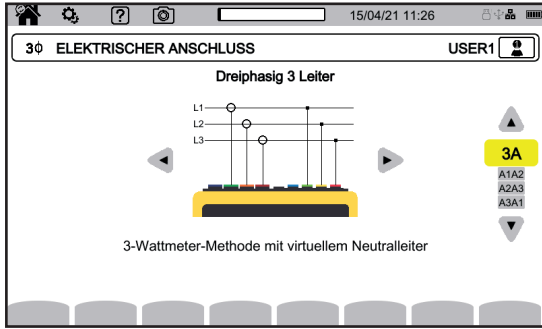 15/04/21 11:26
3ϕ ELEKTRISCHER ANSCHLUSS USER1
Dreiphasig 3 Leiter
L1
L2
L3
3A
A1A2
A2A3
A3A1
3-Wattmeter-Methode mit virtuellem Neutralleiter